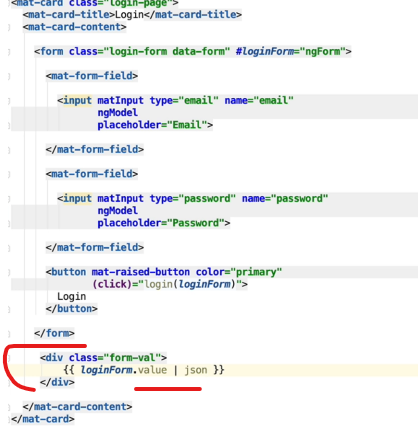 <mat-card class="login-page">
<mat-card-title>Login</mat-card-title>
<mat-card-content>
<form class="login-form data-form" #loginForm="ngForm">
<mat-form-field>
<input matInput type="email" name="email"
ngModel
placeholder="Email">
</mat-form-field>
<mat-form-field>
<input matInput type="password" name="password"
ngModel
placeholder="Password">
</mat-form-field>
<button mat-raised-button color="primary"
(click)="login(loginForm)">
Login
</button>
</form>
<div class="form-val">
{{ loginForm.value | json }}
</div>
</mat-card-content>
</mat-card>